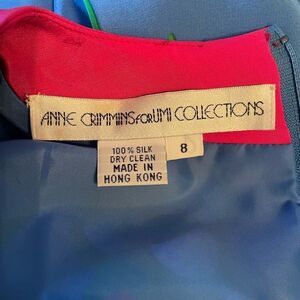 ANNE CRIMMINS FOR UMI COLLECTIONS
100% SILK
DRY CLEAN
MADE IN
HONG KONG
8